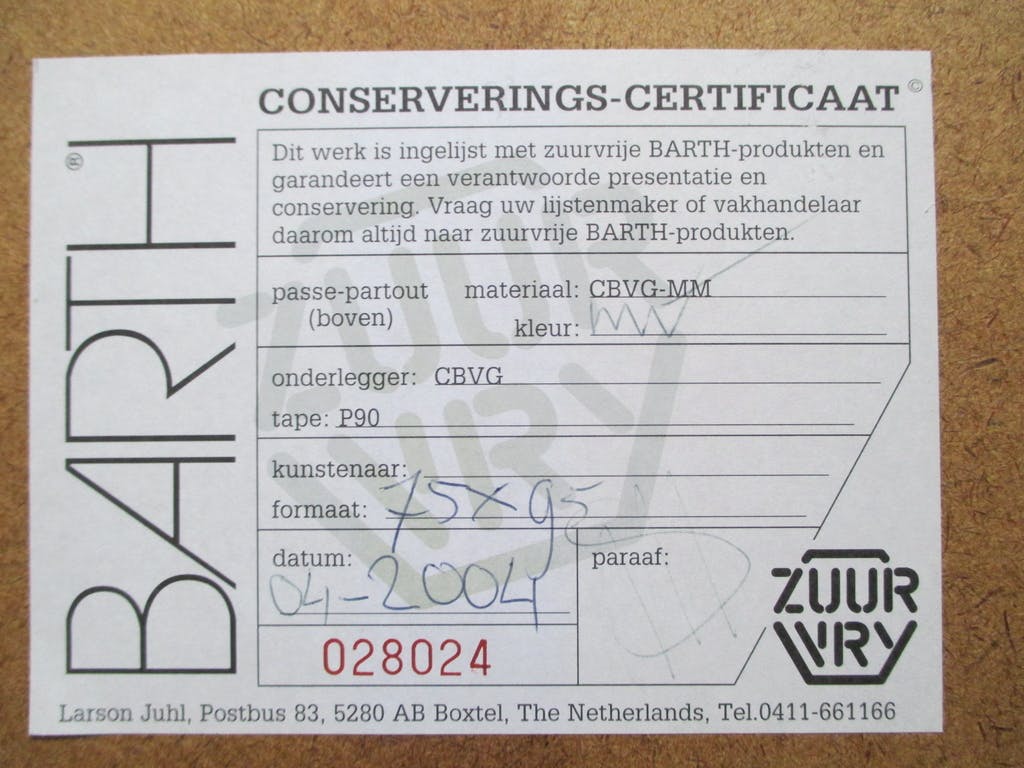 CONSERVERINGS-CERTIFICAAT ©
BARTH®
Dit werk is ingelijst met zuurvrije BARTH-produkten en
garandeert een verantwoorde presentatie en
conservering. Vraag uw lijstenmaker of vakhandelaar
daarom altijd naar zuurvrije BARTH-produkten.
passe-partout materiaal: CBVG-MM
(boven) kleur:
onderlegger: CBVG
tape: P90
kunstenaar:
formaat: 75x95
datum: paraaf:
04-2004
028024
ZUUR
VRY
ZUUR
VRY
Larson Juhl, Postbus 83, 5280 AB Boxtel, The Netherlands, Tel.0411-661166